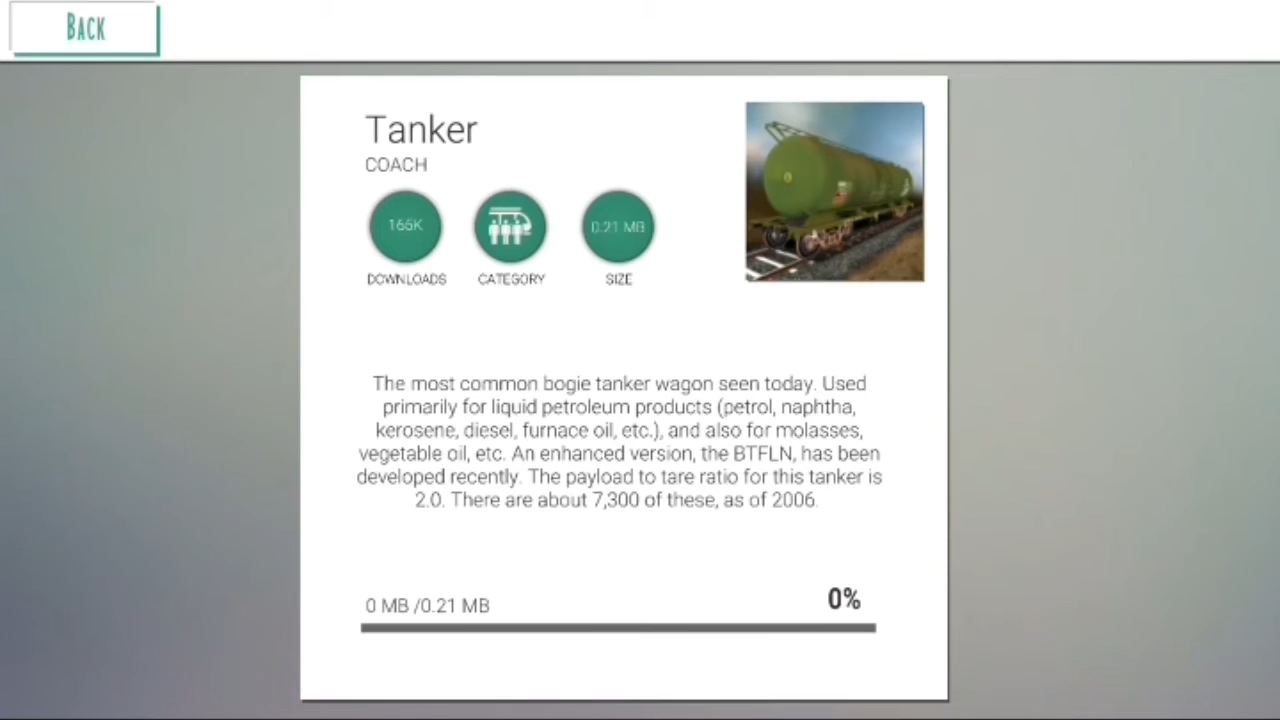 BACK
Tanker
COACH
165K
0.21 MB
DOWNLOADS
CATEGORY
SIZE
The most common bogie tanker wagon seen today. Used
primarily for liquid petroleum products (petrol, naphtha,
kerosene, diesel, furnace oil, etc.), and also for molasses,
vegetable oil, etc. An enhanced version, the BTFLN, has been
developed recently. The payload to tare ratio for this tanker is
2.0. There are about 7,300 of these, as of 2006.
0 MB /0.21 MB
0%